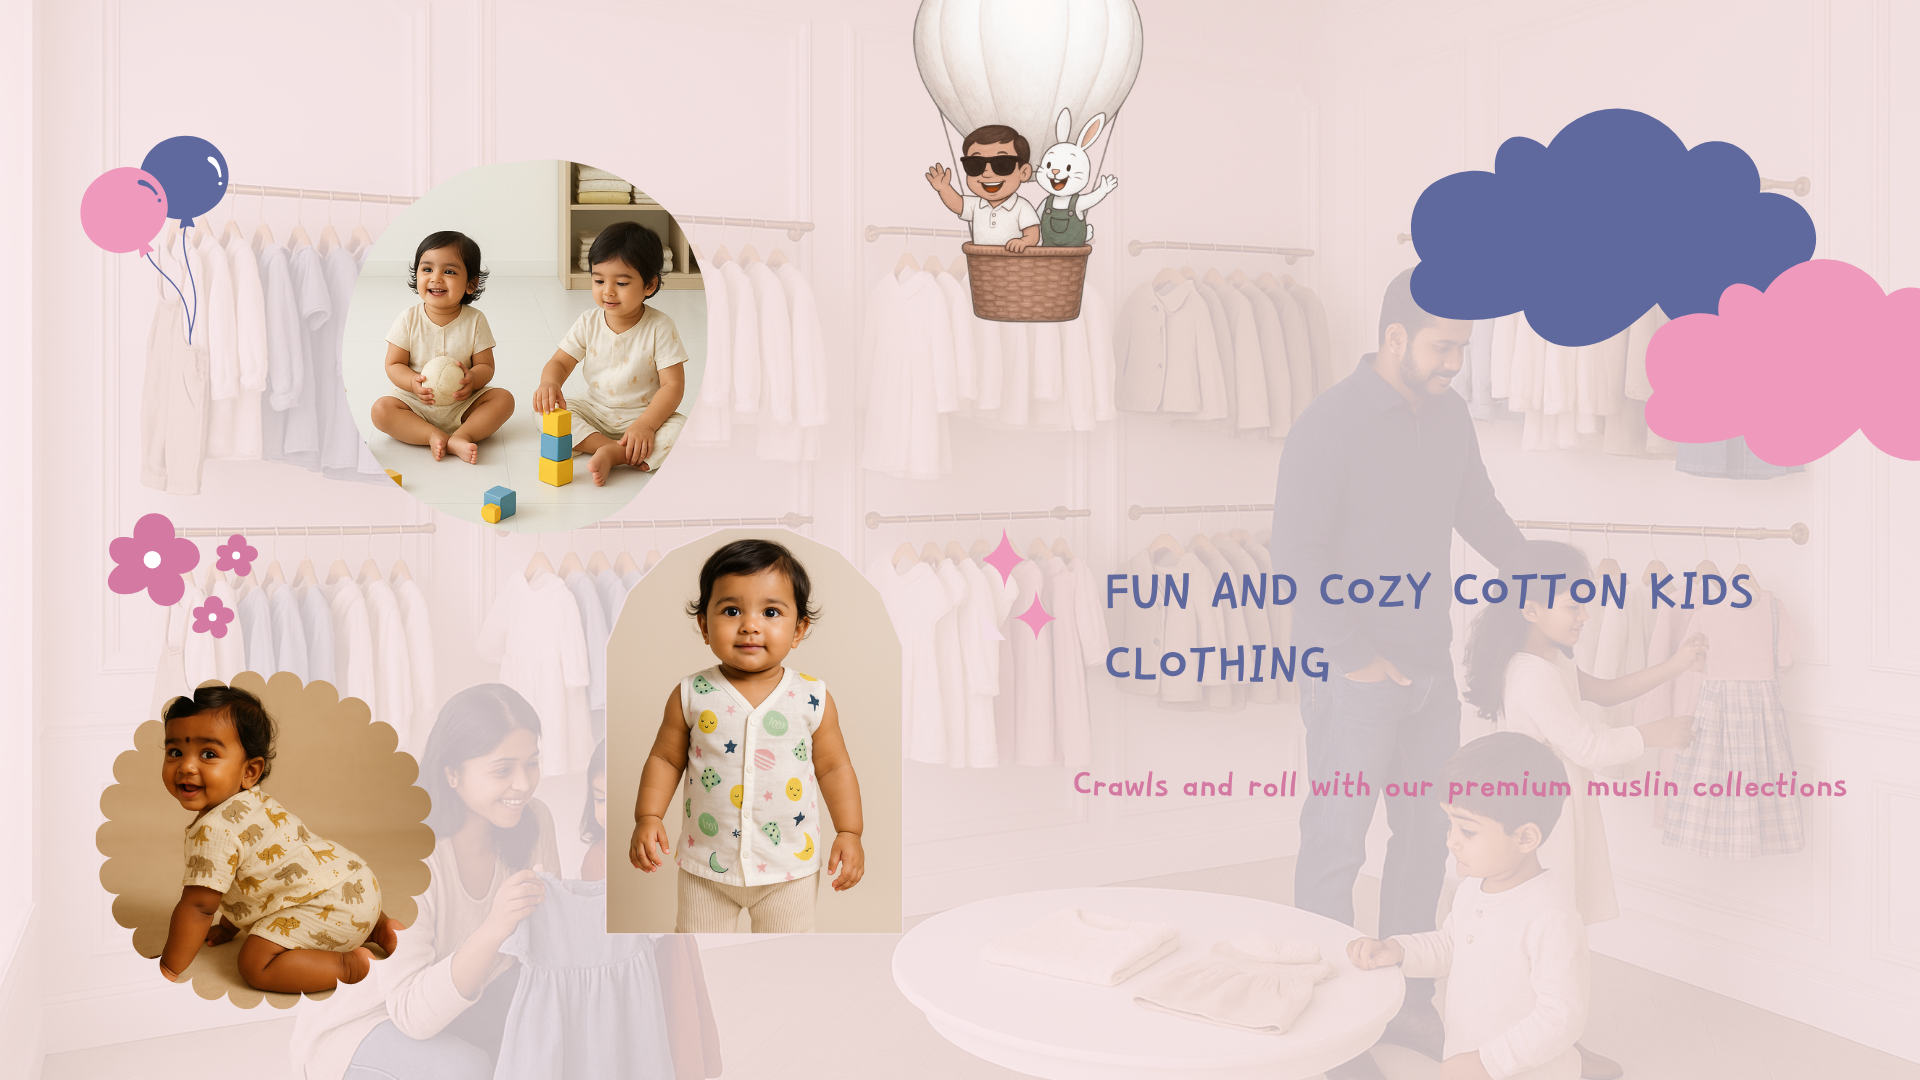 FUN AND COZY COTTON KIDS
CLOTHING
Crawls and roll with our premium muslin collections